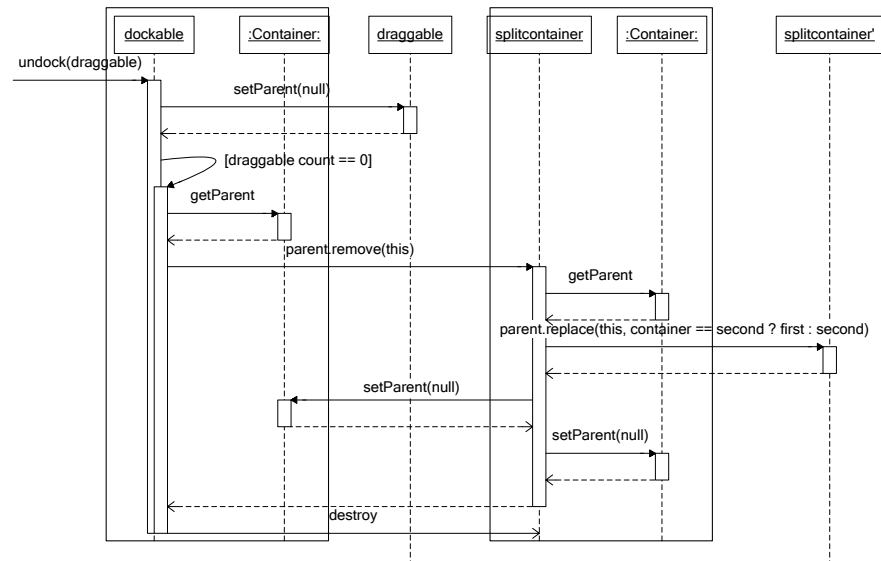 dockable
:Container:
draggable
splitcontainer
:Container:
splitcontainer'
undock(draggable)
setParent(null)
[draggable count == 0]
getParent
parent.remove(this)
getParent
parent.replace(this, container == second ? first : second)
setParent(null)
setParent(null)
destroy